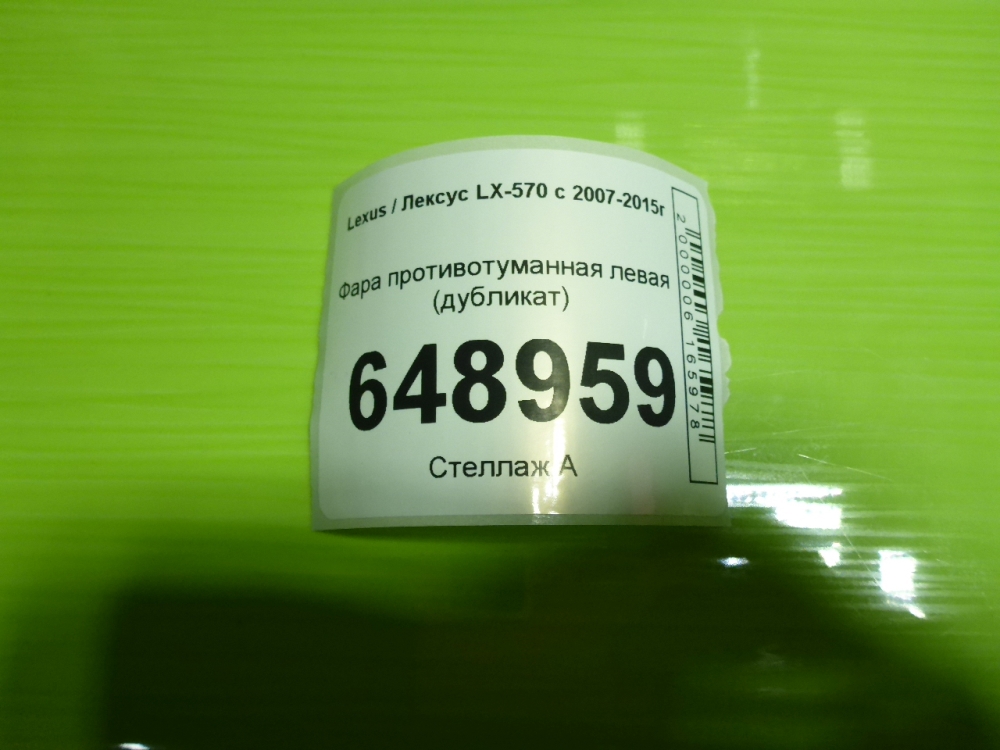 Lexus / Лексус LX-570 с 2007-2015г
Фара противотуманная левая
(дубликат)
648959
Стеллаж А
2000006165978